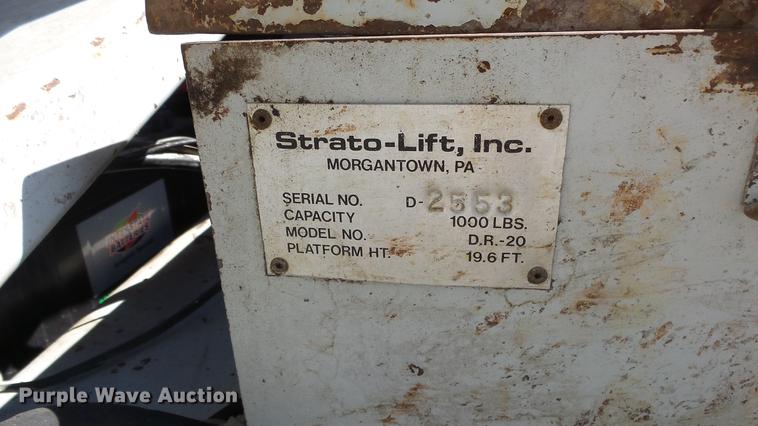 Strato-Lift, Inc.
MORGANTOWN, PA
SERIAL NO. D-2553
CAPACITY 1000 LBS.
MODEL NO. D.R.-20
PLATFORM HT. 19.6 FT.
Purple Wave Auction